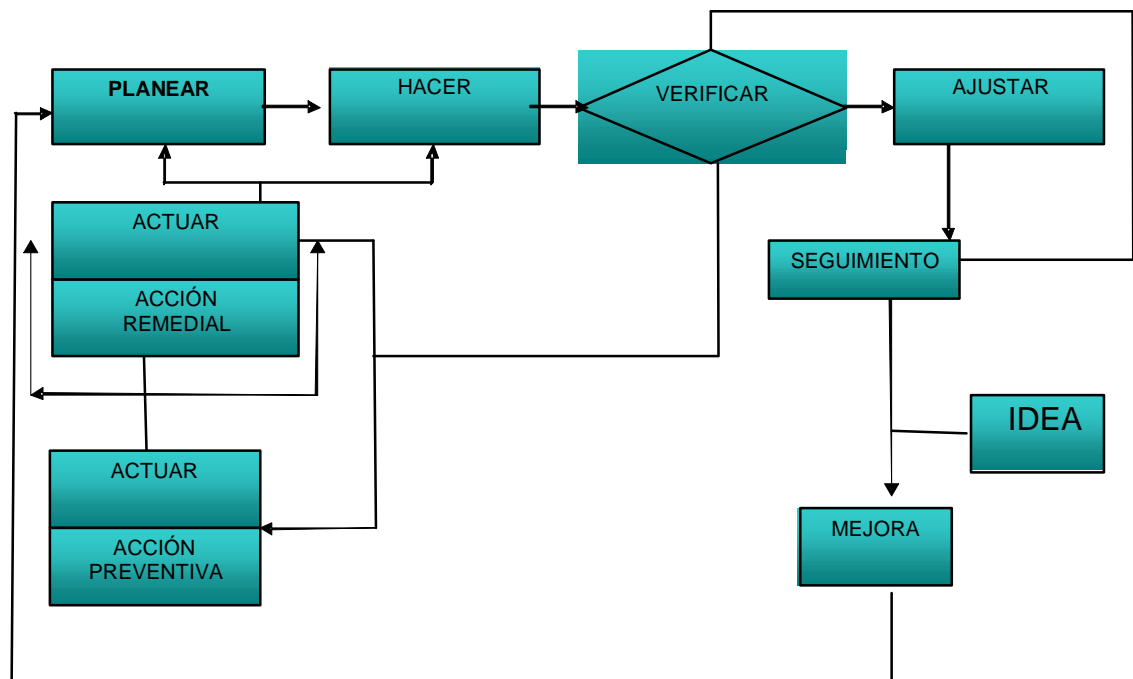 PLANEAR
HACER
VERIFICAR
AJUSTAR
ACTUAR
ACCIÓN
REMEDIAL
SEGUIMIENTO
IDEA
ACTUAR
ACCIÓN
PREVENTIVA
MEJORA